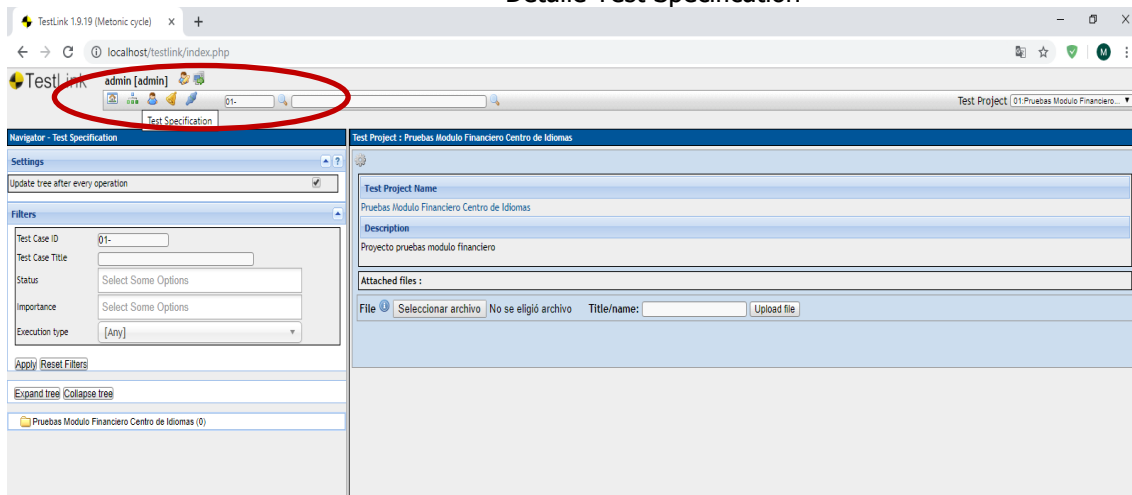 Detalle Test Specification
TestLink 1.9.19 (Metonic cycle)
localhost/testlink/index.php
M
TestLink
admin [admin]
01-
Test Project 01:Pruebas Modulo Financiero...
Test Specification
Navigator - Test Specification
Test Project : Pruebas Modulo Financiero Centro de Idiomas
Settings
?
Update tree after every operation
Test Project Name
Pruebas Modulo Financiero Centro de Idiomas
Filters
Description
Test Case ID 01-
Proyecto pruebas modulo financiero
Test Case Title
Status Select Some Options
Attached files :
Importance Select Some Options
File Seleccionar archivo No se eligió archivo Title/name: Upload file
Execution type [Any]
Apply Reset Filters
Expand tree Collapse tree
Pruebas Modulo Financiero Centro de Idiomas (0)